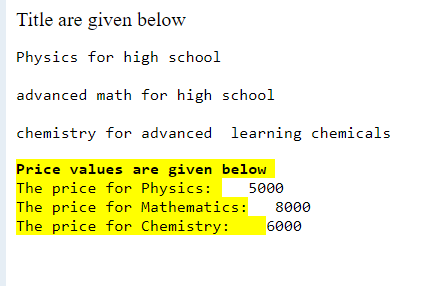 Title are given below
Physics for high school
advanced math for high school
chemistry for advanced  learning chemicals
Price values are given below
The price for Physics:    5000
The price for Mathematics:   8000
The price for Chemistry:    6000